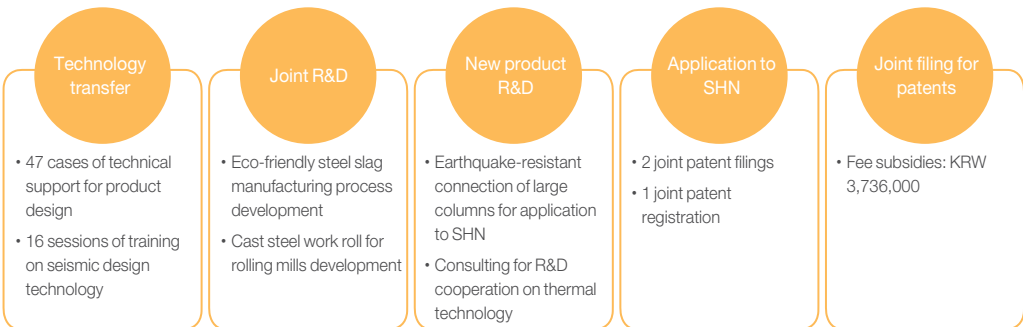 Technology
transfer
• 47 cases of technical
support for product
design
• 16 sessions of training
on seismic design
technology
Joint R&D
• Eco-friendly steel slag
manufacturing process
development
• Cast steel work roll for
rolling mills development
New product
R&D
• Earthquake-resistant
connection of large
columns for application
to SHN
• Consulting for R&D
cooperation on thermal
technology
Application to
SHN
• 2 joint patent filings
• 1 joint patent
registration
Joint filing for
patents
• Fee subsidies: KRW
3,736,000